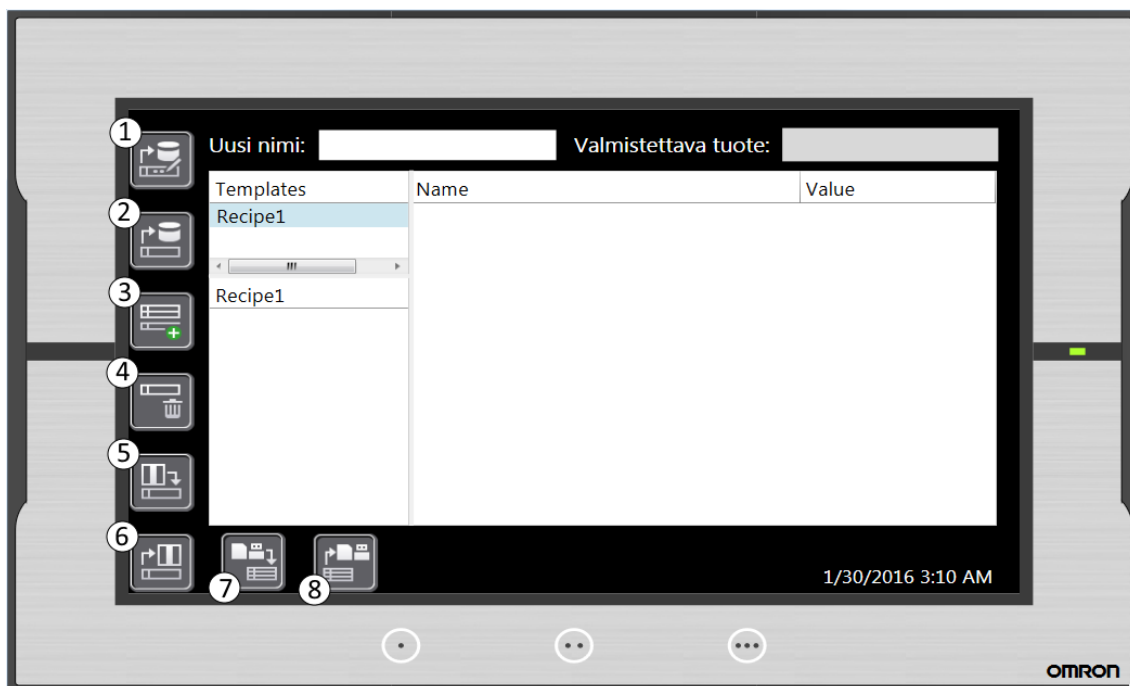 1
Uusi nimi:
Valmistettava tuote:
Templates
Name
Value
2
Recipe1
3
Recipe1
4
5
6
7
8
1/30/2016 3:10 AM
OMRON